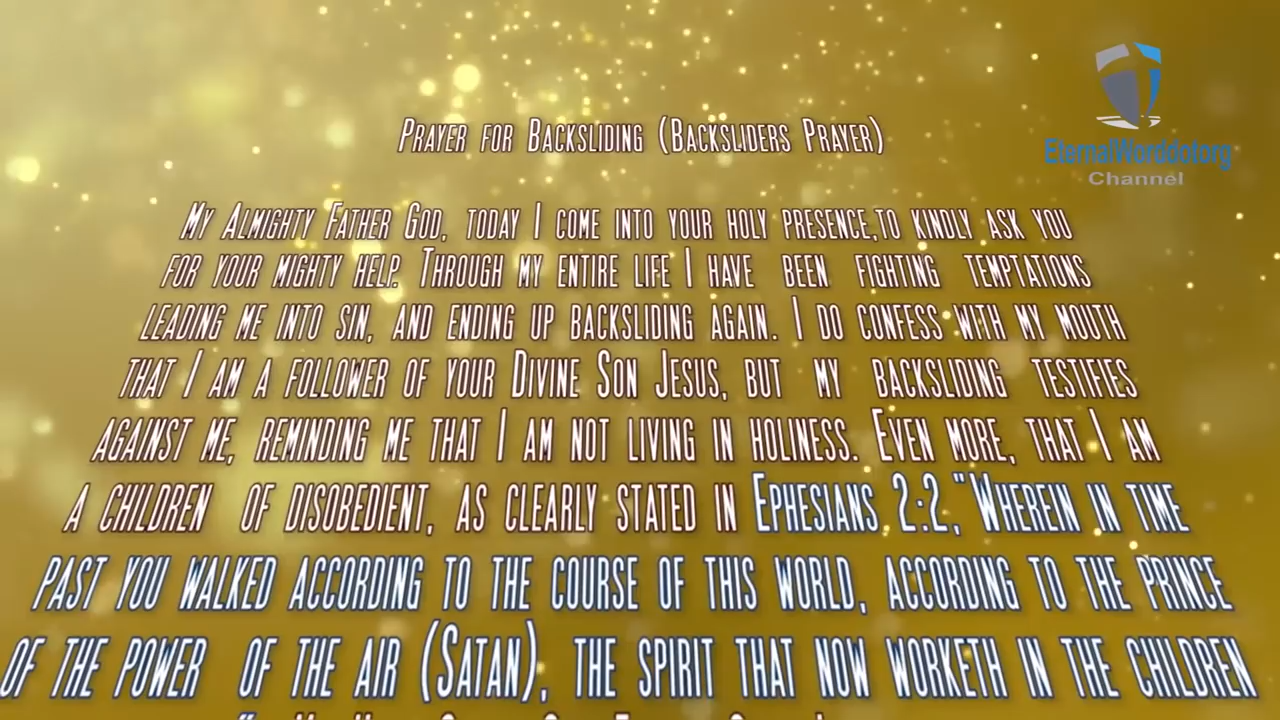 EternalWorddotorg
Channel
Prayer for Backsliding (Backsliders Prayer)
My Almighty Father God, today I come into your holy presence,to kindly ask you
for your mighty help. Through my entire life I have been fighting temptations
leading me into sin, and ending up backsliding again. I do confess with my mouth
that I am a follower of your Divine Son Jesus, but my backsliding testifies
against me, reminding me that I am not living in holiness. Even more, that I am
a children of disobedient, as clearly stated in Ephesians 2:2,"Wherein in time
past you walked according to the course of this world, according to the prince
of the power of the air (Satan), the spirit that now worketh in the children